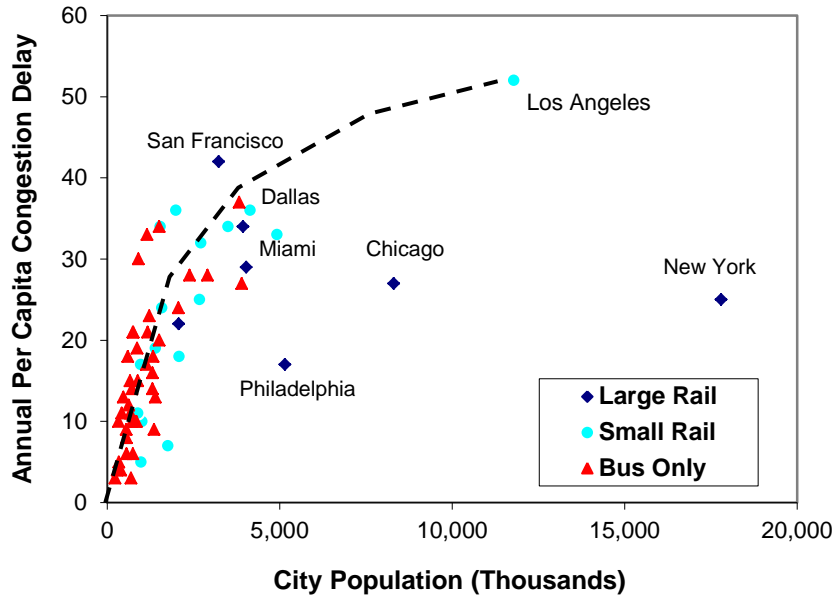 Annual Per Capita Congestion Delay
60
50
40
30
20
10
0
San Francisco
Los Angeles
Dallas
Miami
Chicago
New York
Philadelphia
Large Rail
Small Rail
Bus Only
0
5,000
10,000
15,000
20,000
City Population (Thousands)